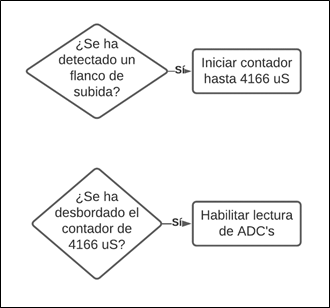 ¿Se ha
detectado un
flanco de
subida?
Sí
Iniciar contador
hasta 4166 uS
¿Se ha
desbordado el
contador de
4166 uS?
Sí
Habilitar lectura
de ADC's